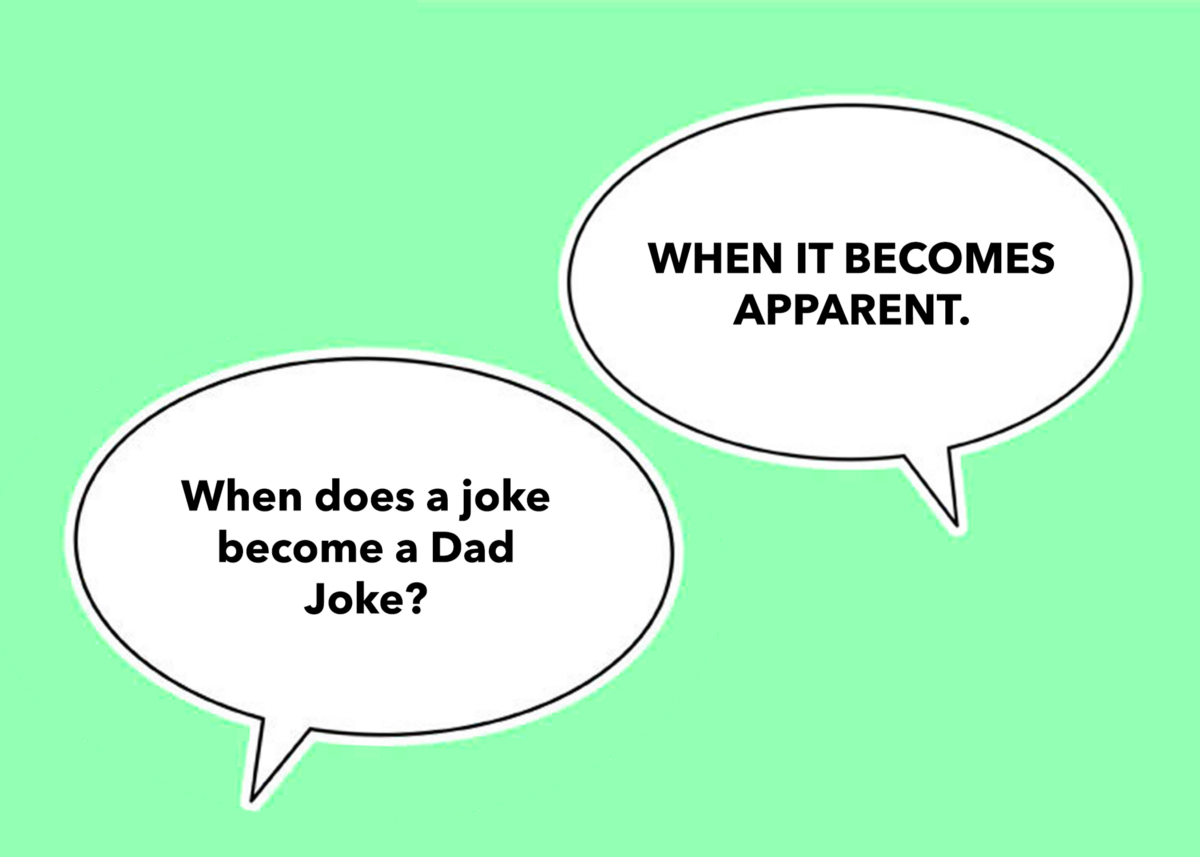 When does a joke
become a Dad
Joke?
WHEN IT BECOMES
APPARENT.